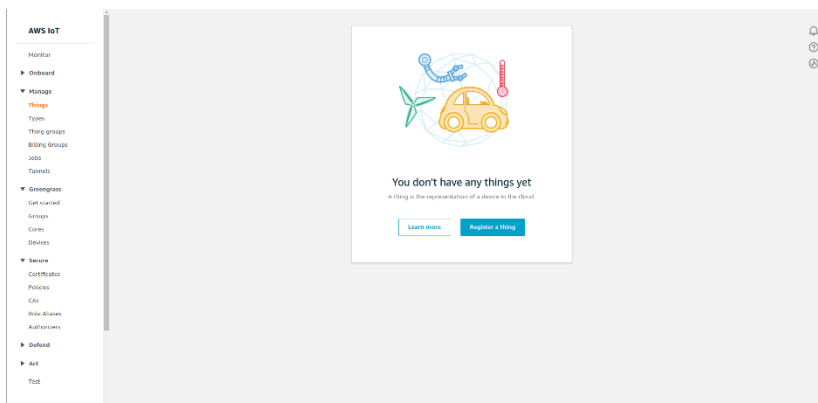 AWS IoT
Monitor
Onboard
Manage
Things
Types
Thing groups
Billing Groups
Jobs
Tunnels
Greengrass
Get started
Groups
Cores
Devices
Secure
Certificates
Policies
CAs
Role Aliases
Authorizers
Defend
Act
Test
You don't have any things yet
A thing is the representation of a device in the cloud.
Learn more
Register a thing